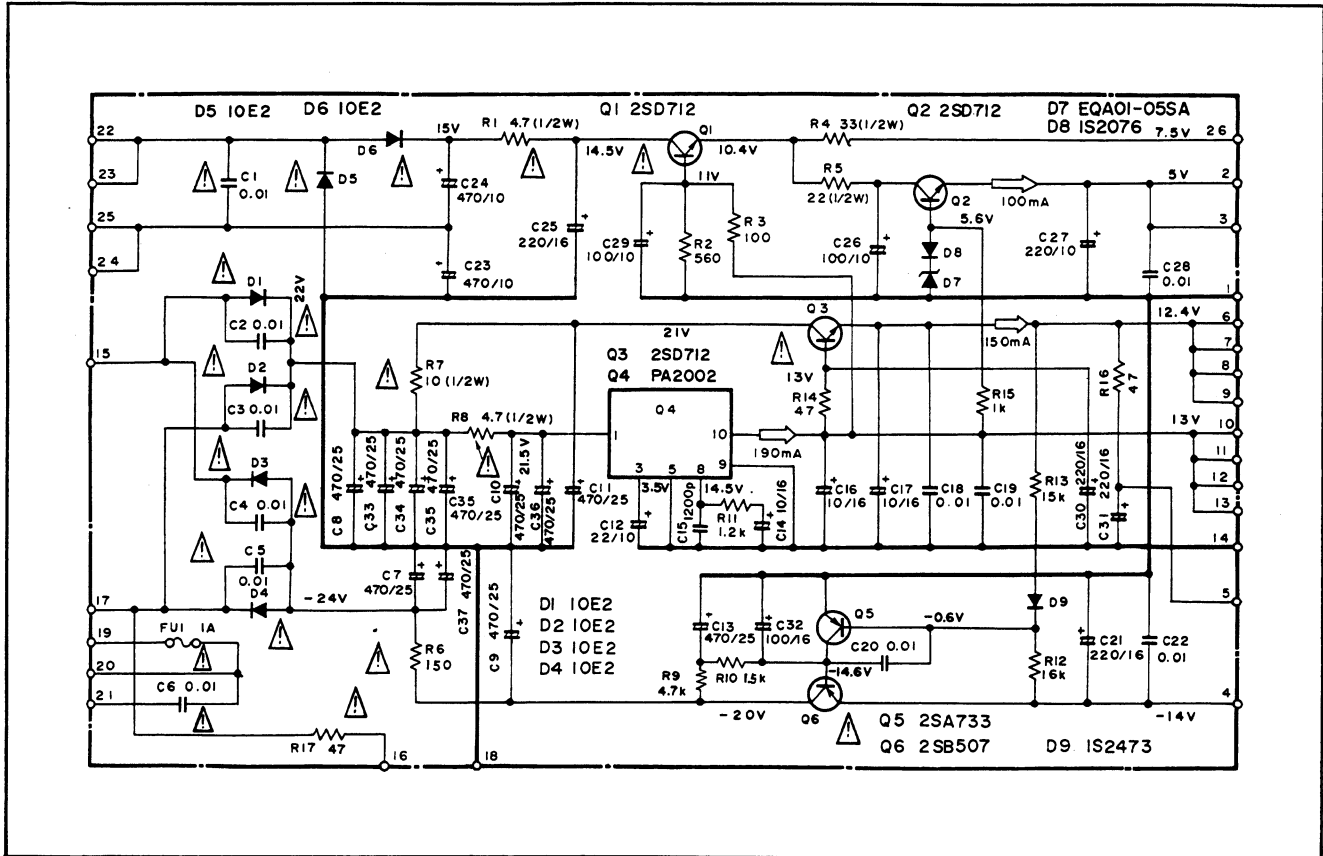 D5 10E2 D6 10E2 Q1 2SD712 Q2 2SD712 D7 EQA01-05SA
D8 1S2076
22
15V
R1 4.7 (1/2W)
14.5V
Q1
10.4V
R4 33(1/2W)
7.5V
26
D6
23
C1
0.01
D5
C24
470/10
11V
R5
22(1/2W)
Q2
100mA
5V
2
25
C25
220/16
C29
100/10
R2
560
R3
100
C26
100/10
5.6V
D8
D7
C27
220/10
3
24
C23
470/10
C28
0.01
1
D1
22V
C2 0.01
Q3
12.4V
6
21V
150mA
7
15
D2
C3 0.01
R7
10 (1/2W)
Q3 2SD712
Q4 PA2002
13V
R14
47
R15
1k
R16
47
8
9
R8 4.7 (1/2W)
Q4
1
10
9
3
5
8
190mA
13V
10
11
12
13
D3
C4 0.01
C8 470/25
C33 470/25
C34 470/25
C35
470/25
470/25
21.5V
C10
470/25
C36
470/25
C11
470/25
3.5V
14.5V
C12
22/10
C15
1200p
R11
1.2k
C14 10/16
C16
10/16
C17
10/16
C18
0.01
C19
0.01
C30 220/16
R13
15k
C31 220/16
14
C5
0.01
D4
C7
470/25
C37 470/25
17
-24V
C9 470/25
D1 10E2
D2 10E2
D3 10E2
D4 10E2
C13
470/25
C32
100/16
Q5
-0.6V
D9
5
19
FU1 1A
C20 0.01
R12
16k
C21
220/16
C22
0.01
20
R6
150
R9
4.7k
R10 1.5k
-14.6V
21
C6 0.01
-20V
Q6
4
-14V
Q5 2SA733
Q6 2SB507 D9 1S2473
R17 47
16
18